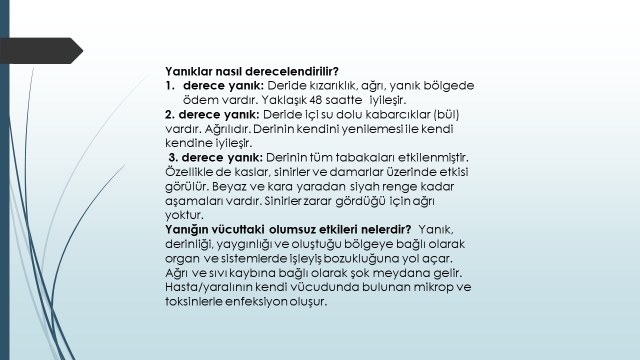 Yanıklar nasıl derecelendirilir?
1. derece yanık: Deride kızarıklık, ağrı, yanık bölgede
ödem vardır. Yaklaşık 48 saatte iyileşir.
2. derece yanık: Deride içi su dolu kabarcıklar (bül)
vardır. Ağrılıdır. Derinin kendini yenilemesi ile kendi
kendine iyileşir.
3. derece yanık: Derinin tüm tabakaları etkilenmiştir.
Özellikle de kaslar, sinirler ve damarlar üzerinde etkisi
görülür. Beyaz ve kara yaradan siyah renge kadar
aşamaları vardır. Sinirler zarar gördüğü için ağrı
yoktur.
Yanığın vücuttaki olumsuz etkileri nelerdir? Yanık,
derinliği, yaygınlığı ve oluştuğu bölgeye bağlı olarak
organ ve sistemlerde işleyiş bozukluğuna yol açar.
Ağrı ve sıvı kaybına bağlı olarak şok meydana gelir.
Hasta/yaralının kendi vücudunda bulunan mikrop ve
toksinlerle enfeksiyon oluşur.